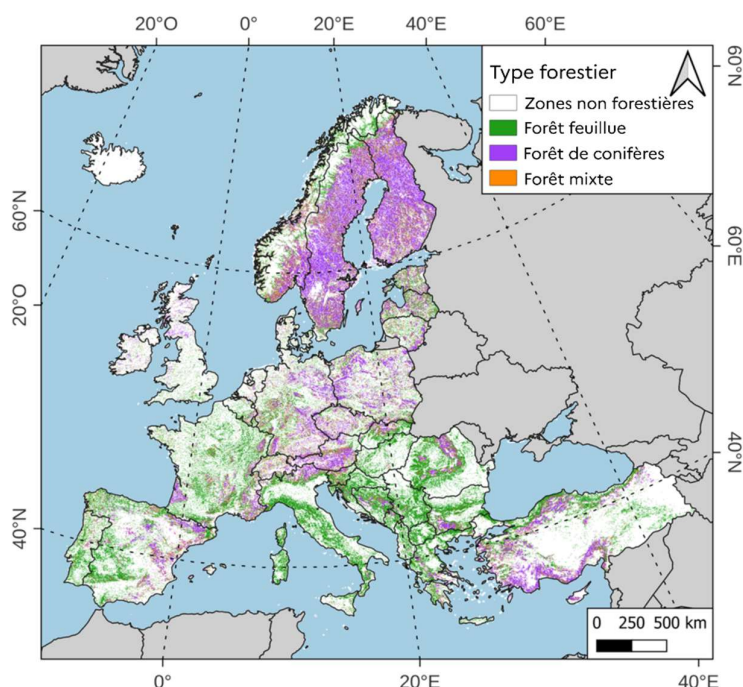 20°O 0° 20°E 40°E 60°E
Type forestier
Zones non forestières
Forêt feuillue
Forêt de conifères
Forêt mixte
60°N
60°N
60°E
20°O
40°N
40°N
0 250 500 km
0° 20°E 40°E